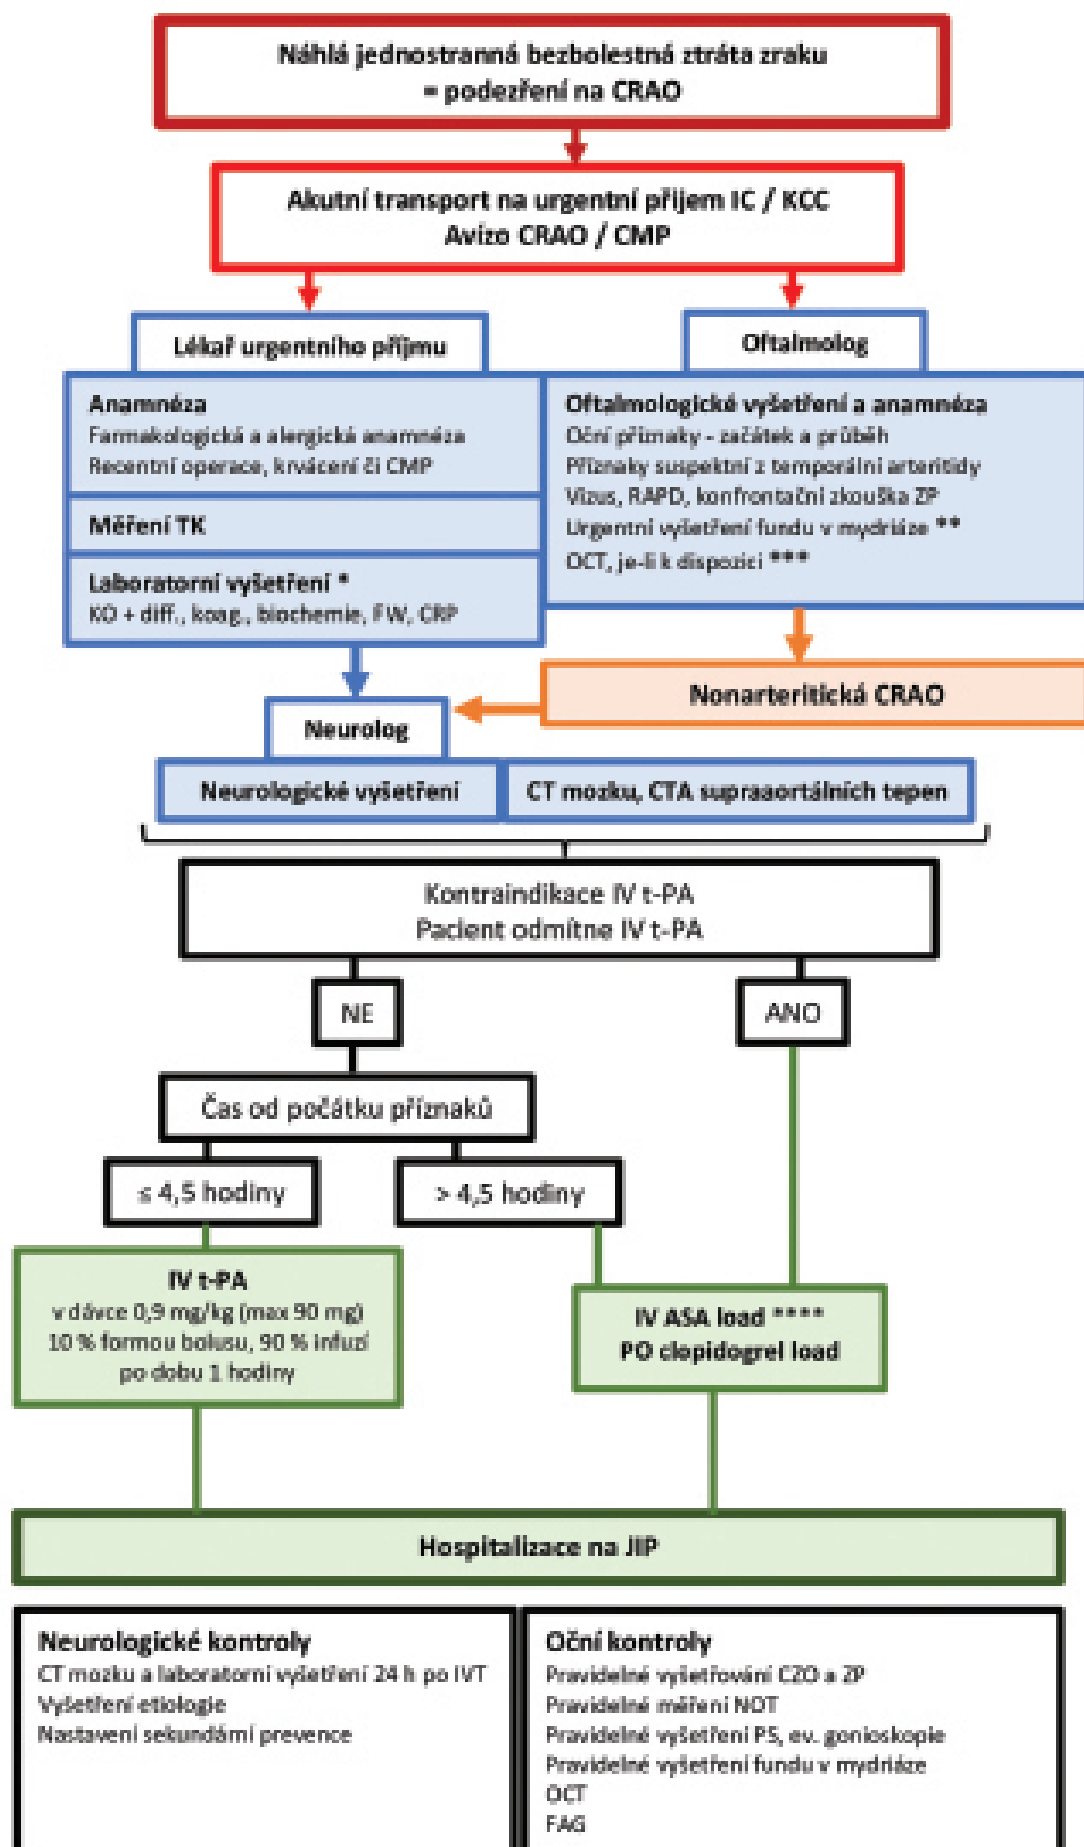 Náhlá jednostranná bezbolestná ztráta zraku
= podezření na CRAO
Akutní transport na urgentní příjem IC / KCC
Avízo CRAO / CMP
Lékař urgentního příjmu
Anamnéza
Farmakologická a alergická anamnéza
Recentní operace, krvácení či CMP
Měření TK
Laboratorní vyšetření *
KO + diff., koag., biochemie, FW, CRP
Oftalmolog
Oftalmologické vyšetření a anamnéza
Oční příznaky - začátek a průběh
Příznaky suspektní z temporální arteritidy
Vizus, RAPD, konfrontační zkouška ZP
Urgentní vyšetření fundu v mydriáze **
OCT, je-li k dispozici ***
Nonarteritická CRAO
Neurolog
Neurologické vyšetření
CT mozku, CTA supraaortálních tepen
Kontraindikace IV t-PA
Pacient odmítne IV t-PA
NE
ANO
Čas od počátku příznaků
≤ 4,5 hodiny
> 4,5 hodiny
IV t-PA
v dávce 0,9 mg/kg (max 90 mg)
10 % formou bolusu, 90 % infuzí
po dobu 1 hodiny
IV ASA load ****
PO clopidogrel load
Hospitalizace na JIP
Neurologické kontroly
CT mozku a laboratorní vyšetření 24 h po IVT
Vyšetření etiologie
Nastavení sekundární prevence
Oční kontroly
Pravidelné vyšetřování CZO a ZP
Pravidelné měření NOT
Pravidelné vyšetření PS, ev. gonioskopie
Pravidelné vyšetření fundu v mydriáze
OCT
FAG